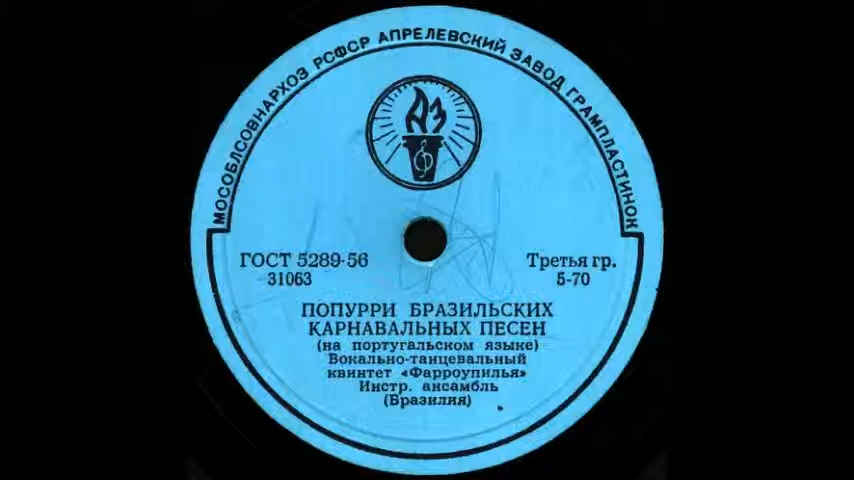 МОСОБЛСОВНАРХОЗ РСФСР АПРЕЛЕВСКИЙ ЗАВОД ГРАМПЛАСТИНОК
АЗ
ГОСТ 5289-56
31063
Третья гр.
5-70
ПОПУРРИ БРАЗИЛЬСКИХ
КАРНАВАЛЬНЫХ ПЕСЕН
(на португальском языке)
Вокально-танцевальный
квинтет «Фарроупилья»
Инстр. ансамбль
(Бразилия)